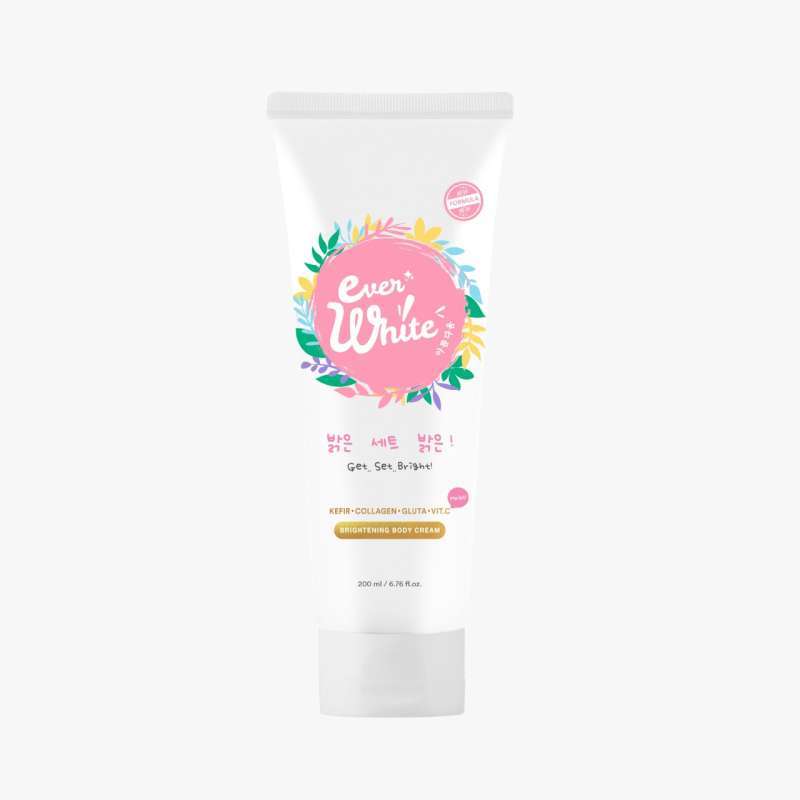 FORMULA
ever
White
밝은 세트 밝은!
Get.. Set.. Bright!
KEFIR•COLLAGEN•GLUTA•VIT.C
BRIGHTENING BODY CREAM
200 ml / 6.76 fl.oz.